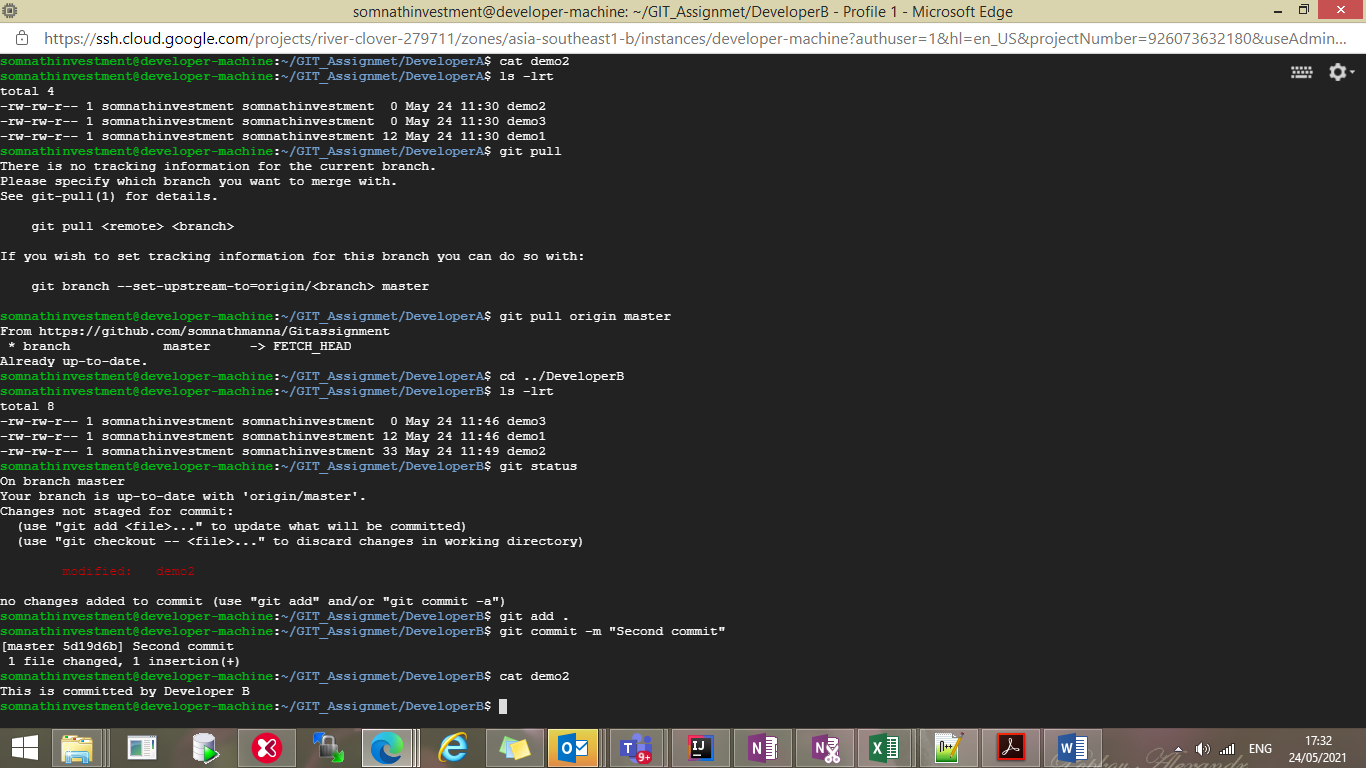 somnathinvestment@developer-machine: ~/GIT_Assignmet/DeveloperB - Profile 1 - Microsoft Edge
https://ssh.cloud.google.com/projects/river-clover-279711/zones/asia-southeast1-b/instances/developer-machine?authuser=1&hl=en_US&projectNumber=926073632180&useAdmin...
somnathinvestment@developer-machine:~/GIT_Assignmet/DeveloperA$ cat demo2
somnathinvestment@developer-machine:~/GIT_Assignmet/DeveloperA$ ls -lrt
total 4
-rw-rw-r-- 1 somnathinvestment somnathinvestment  0 May 24 11:30 demo2
-rw-rw-r-- 1 somnathinvestment somnathinvestment  0 May 24 11:30 demo3
-rw-rw-r-- 1 somnathinvestment somnathinvestment 12 May 24 11:30 demo1
somnathinvestment@developer-machine:~/GIT_Assignmet/DeveloperA$ git pull
There is no tracking information for the current branch.
Please specify which branch you want to merge with.
See git-pull(1) for details.
git pull <remote> <branch>
If you wish to set tracking information for this branch you can do so with:
git branch --set-upstream-to=origin/<branch> master
somnathinvestment@developer-machine:~/GIT_Assignmet/DeveloperA$ git pull origin master
From https://github.com/somnathmanna/Gitassignment
 * branch            master     -> FETCH_HEAD
Already up-to-date.
somnathinvestment@developer-machine:~/GIT_Assignmet/DeveloperA$ cd ../DeveloperB
somnathinvestment@developer-machine:~/GIT_Assignmet/DeveloperB$ ls -lrt
total 8
-rw-rw-r-- 1 somnathinvestment somnathinvestment  0 May 24 11:46 demo3
-rw-rw-r-- 1 somnathinvestment somnathinvestment 12 May 24 11:46 demo1
-rw-rw-r-- 1 somnathinvestment somnathinvestment 33 May 24 11:49 demo2
somnathinvestment@developer-machine:~/GIT_Assignmet/DeveloperB$ git status
On branch master
Your branch is up-to-date with 'origin/master'.
Changes not staged for commit:
  (use "git add <file>..." to update what will be committed)
  (use "git checkout -- <file>..." to discard changes in working directory)
modified:   demo2
no changes added to commit (use "git add" and/or "git commit -a")
somnathinvestment@developer-machine:~/GIT_Assignmet/DeveloperB$ git add .
somnathinvestment@developer-machine:~/GIT_Assignmet/DeveloperB$ git commit -m "Second commit"
[master 5d19d6b] Second commit
 1 file changed, 1 insertion(+)
somnathinvestment@developer-machine:~/GIT_Assignmet/DeveloperB$ cat demo2
This is committed by Developer B
somnathinvestment@developer-machine:~/GIT_Assignmet/DeveloperB$
9+
ENG
17:32
24/05/2021